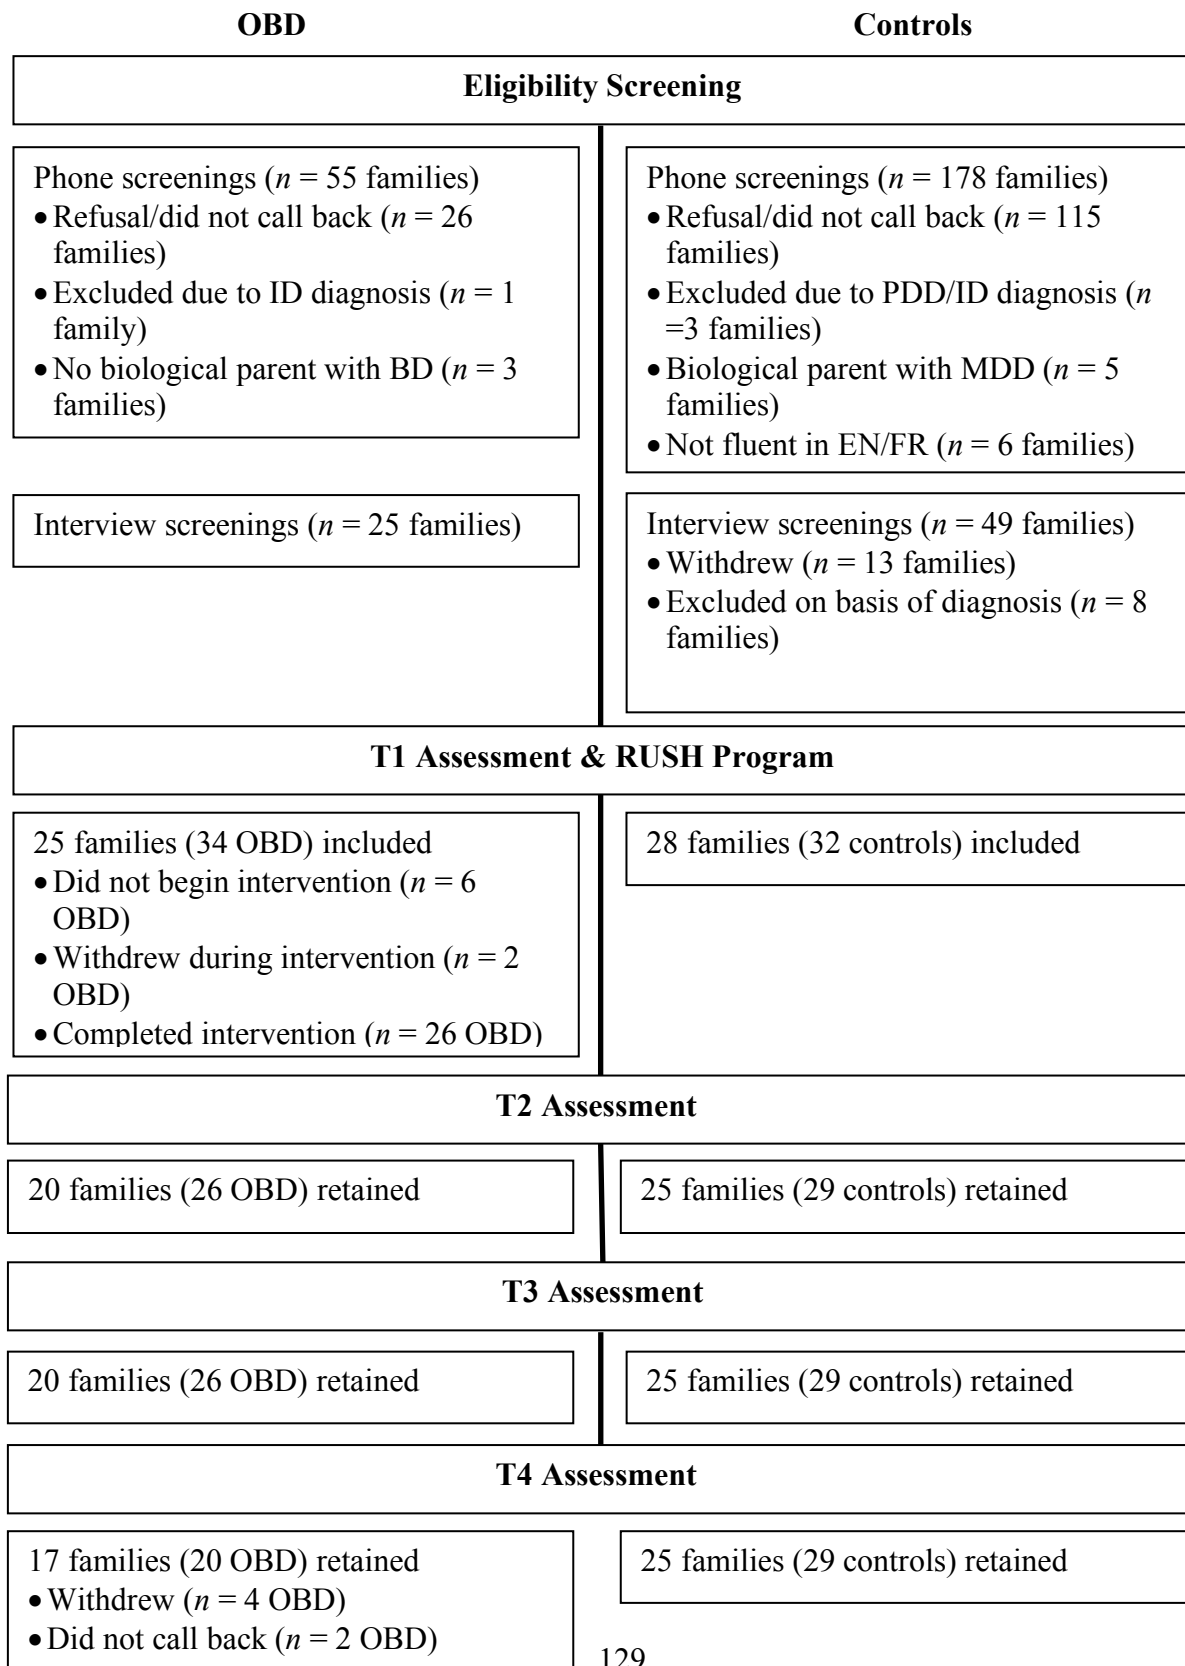 OBD
Controls
Eligibility Screening
Phone screenings (n = 55 families)
• Refusal/did not call back (n = 26
families)
• Excluded due to ID diagnosis (n = 1
family)
• No biological parent with BD (n = 3
families)
Phone screenings (n = 178 families)
• Refusal/did not call back (n = 115
families)
• Excluded due to PDD/ID diagnosis (n
=3 families)
• Biological parent with MDD (n = 5
families)
• Not fluent in EN/FR (n = 6 families)
Interview screenings (n = 25 families)
Interview screenings (n = 49 families)
• Withdrew (n = 13 families)
• Excluded on basis of diagnosis (n = 8
families)
T1 Assessment & RUSH Program
25 families (34 OBD) included
• Did not begin intervention (n = 6
OBD)
• Withdrew during intervention (n = 2
OBD)
• Completed intervention (n = 26 OBD)
28 families (32 controls) included
T2 Assessment
20 families (26 OBD) retained
25 families (29 controls) retained
T3 Assessment
20 families (26 OBD) retained
25 families (29 controls) retained
T4 Assessment
17 families (20 OBD) retained
• Withdrew (n = 4 OBD)
• Did not call back (n = 2 OBD)
25 families (29 controls) retained
129